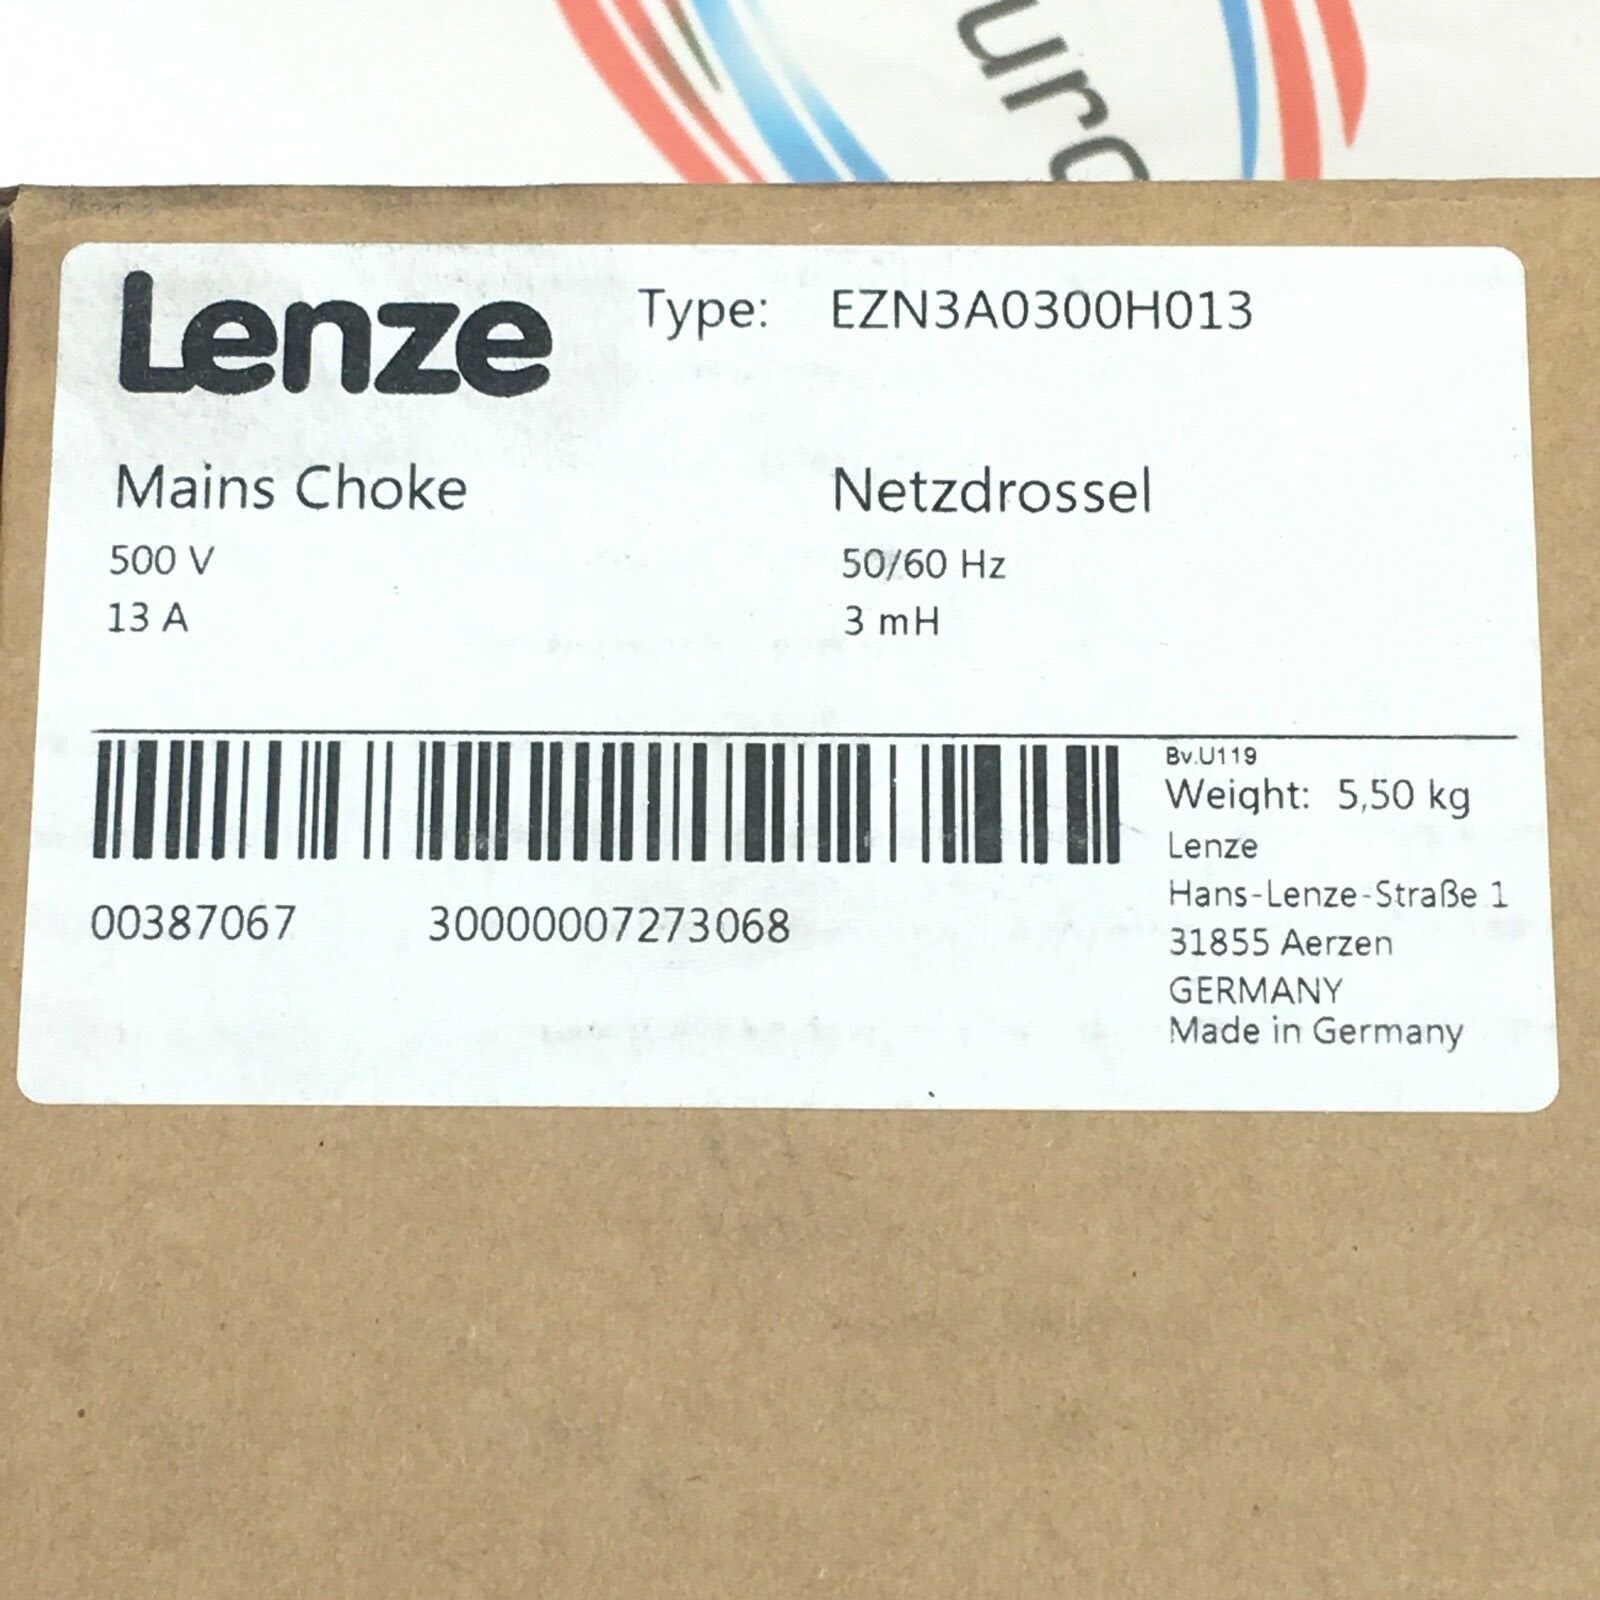 Lenze
Type: EZN3A0300H013
Mains Choke
Netzdrossel
500 V
50/60 Hz
13 A
3 mH
Bv.U119
Weight: 5,50 kg
Lenze
Hans-Lenze-Straße 1
31855 Aerzen
GERMANY
Made in Germany
00387067 30000007273068